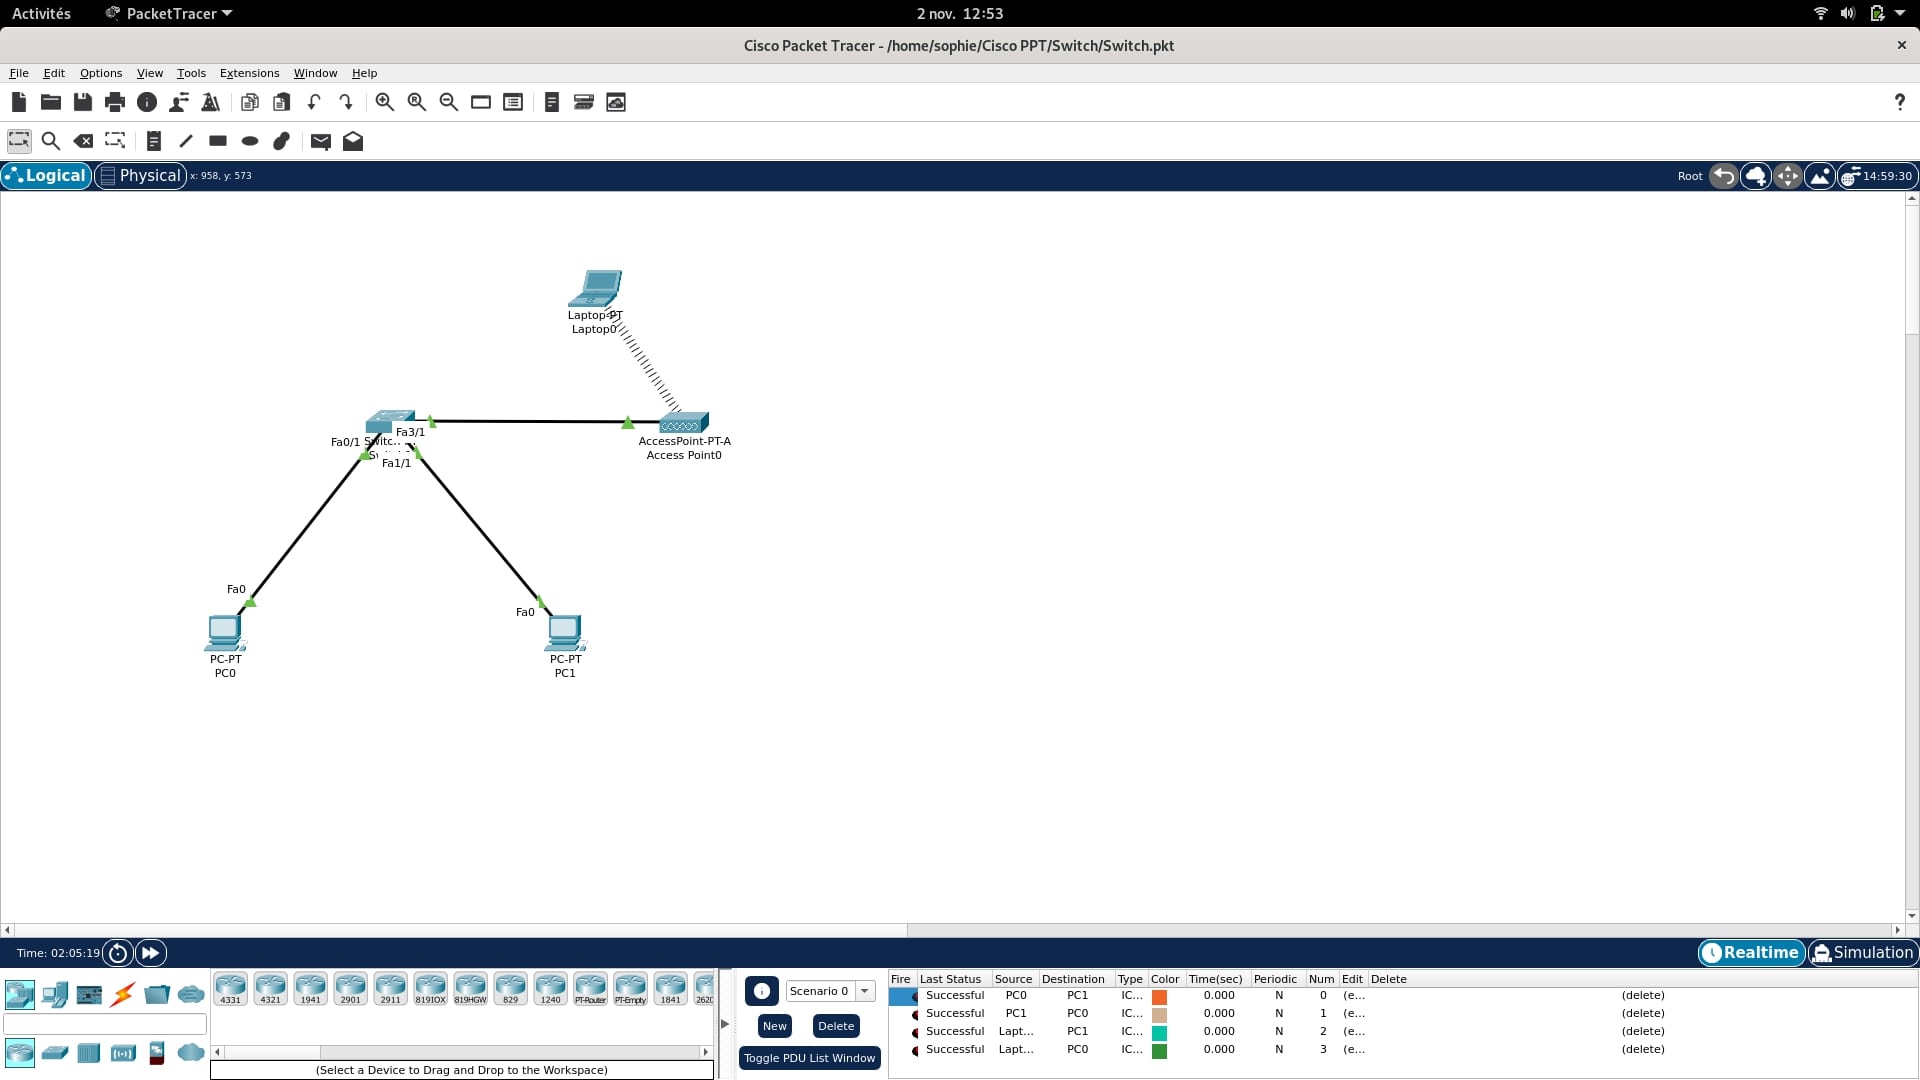 Activités PacketTracer 2 nov. 12:53
Cisco Packet Tracer - /home/sophie/Cisco PPT/Switch/Switch.pkt
File Edit Options View Tools Extensions Window Help
Logical Physical x: 958, y: 573 Root 14:59:30
Laptop-PT
Laptop0
Fa3/1
Fa0/1
Fa1/1
AccessPoint-PT-A
Access Point0
Fa0
Fa0
PC-PT
PC0
PC-PT
PC1
Time: 02:05:19 Realtime Simulation
4331 4321 1941 2901 2911 819IOX 819HGW 829 1240 PT-Router PT-Empty 1841 2620
(Select a Device to Drag and Drop to the Workspace)
Scenario 0
New Delete
Toggle PDU List Window
Fire Last Status Source Destination Type Color Time(sec) Periodic Num Edit Delete
Successful PC0 PC1 IC... 0.000 N 0 (e... (delete)
Successful PC1 PC0 IC... 0.000 N 1 (e... (delete)
Successful Lapt... PC1 IC... 0.000 N 2 (e... (delete)
Successful Lapt... PC0 IC... 0.000 N 3 (e... (delete)